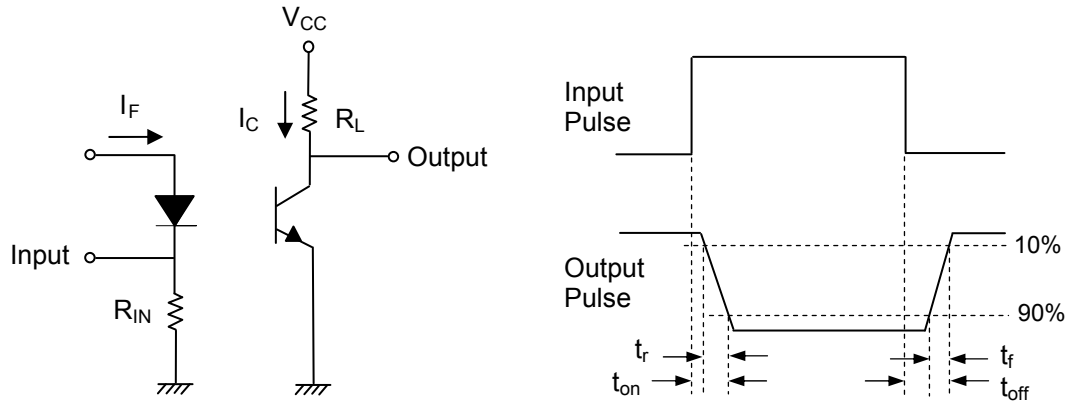 V_CC
I_F
I_C
R_L
Output
Input
R_IN
Input
Pulse
Output
Pulse
10%
90%
t_r
t_f
t_on
t_off